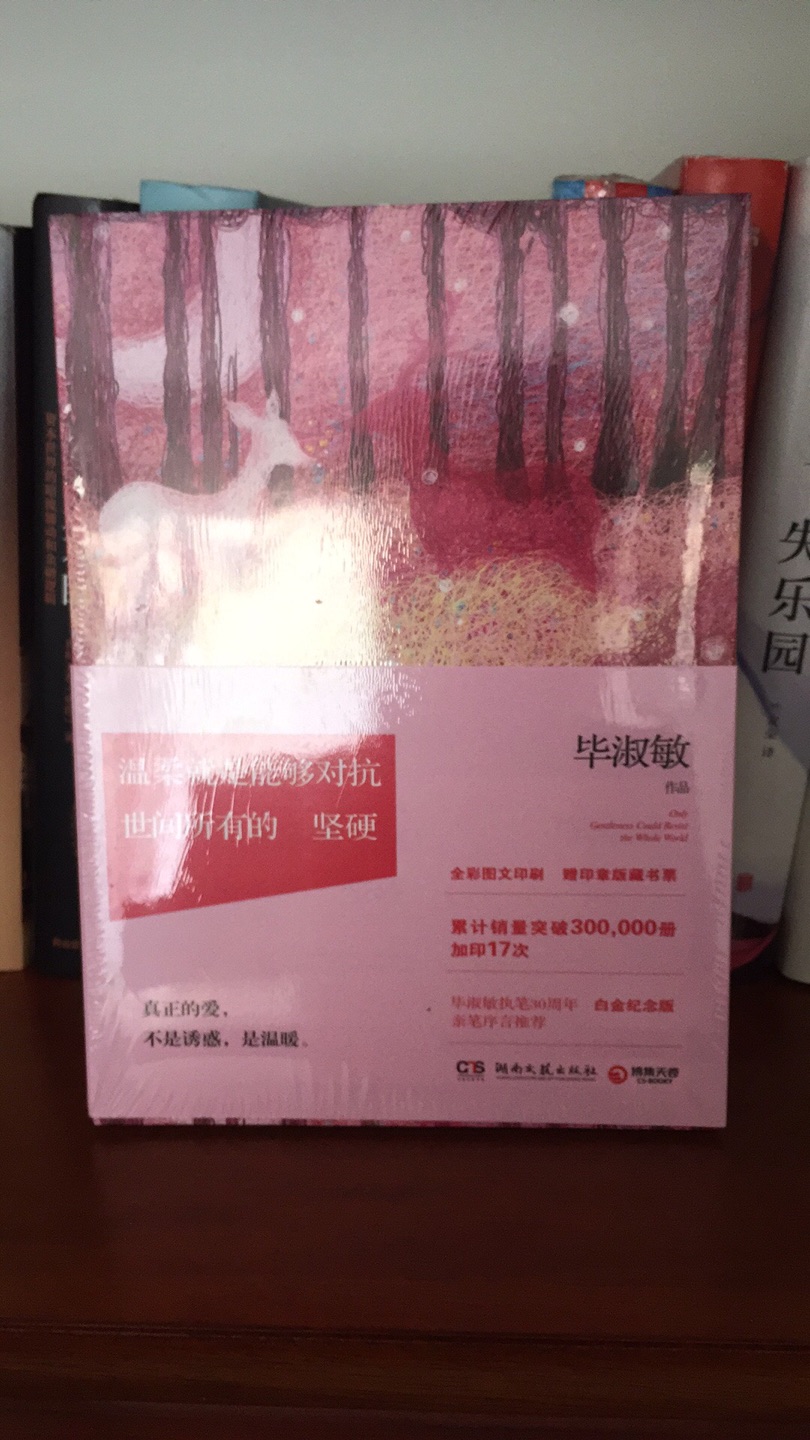 温柔就是能够对抗
世间所有的 坚硬
毕淑敏
作品
Only
Gentleness Could Resist
the Whole World
全彩图文印刷 赠印章版藏书票
累计销量突破300,000册
加印17次
毕淑敏执笔30周年 白金纪念版
亲笔序言推荐
真正的爱，
不是诱惑，是温暖。
CTS
湖南文艺出版社
博集天卷
CS-BOOKY
失乐园
译